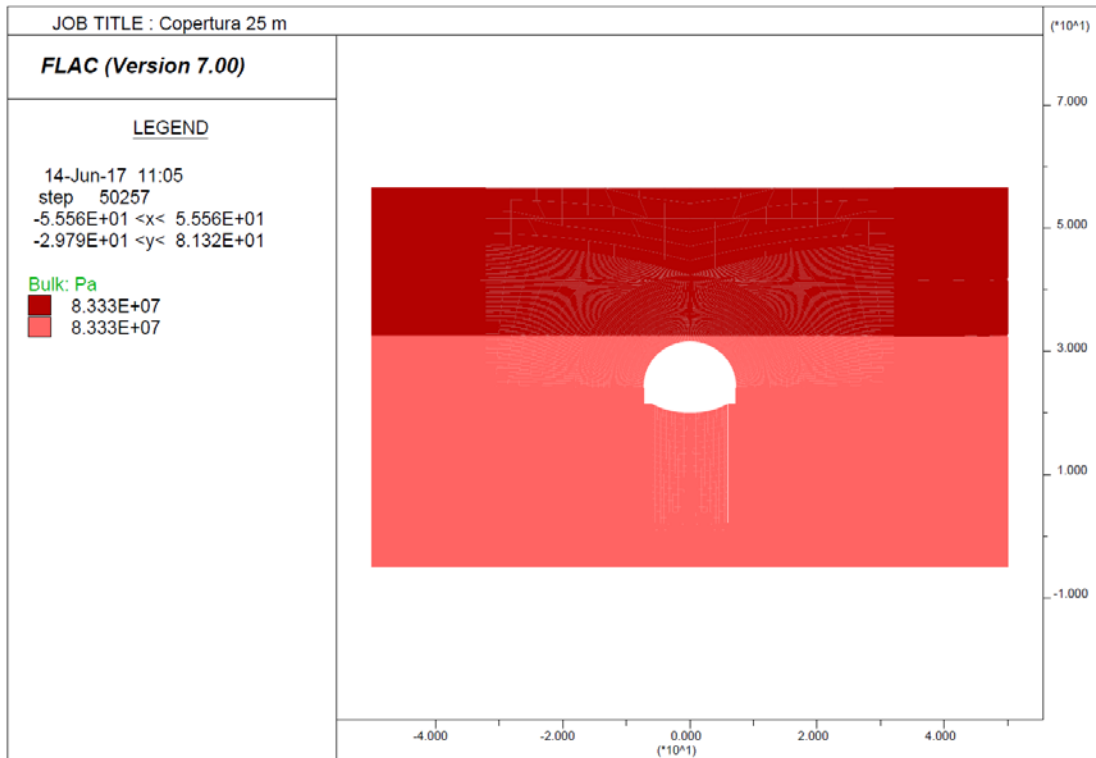 JOB TITLE : Copertura 25 m
(*10^1)
FLAC (Version 7.00)
LEGEND
14-Jun-17 11:05
step 50257
-5.556E+01 <x< 5.556E+01
-2.979E+01 <y< 8.132E+01
Bulk: Pa
8.333E+07
8.333E+07
7.000
5.000
3.000
1.000
-1.000
-4.000 -2.000 0.000 2.000 4.000
(*10^1)